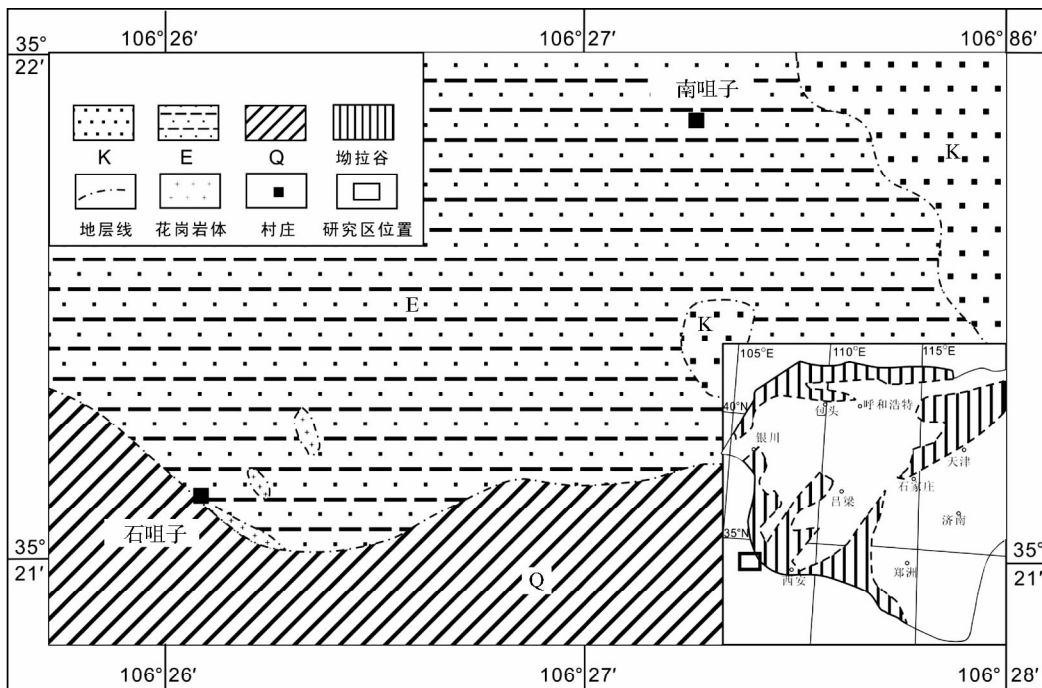 106° 26′ 106° 27′ 106° 86′
35°
22′
K E Q 坳拉谷
地层线 花岗岩体 村庄 研究区位置
南咀子
K
E
K
石咀子
Q
105°E 110°E 115°E
40°N
包头 呼和浩特
银川
天津
石家庄
吕梁
济南
35°N
西安 郑洲
35°
21′
35°
21′
106° 26′ 106° 27′ 106° 28′